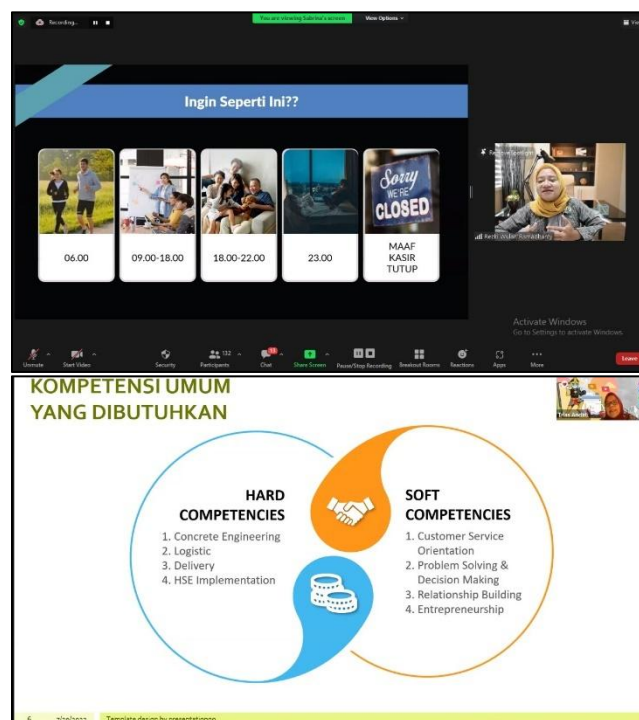 Recording...
You are viewing Sabrina's screen
View Options
View
Ingin Seperti Ini??
06.00
09.00-18.00
18.00-22.00
23.00
Sorry
WE'RE
CLOSED
MAAF
KASIR
TUTUP
Activate Windows
Go to Settings to activate Windows.
Unmute
Start Video
Security
Participants
132
Chat
Share Screen
Pause/Stop Recording
Breakout Rooms
Reactions
Apps
More
Leave
KOMPETENSI UMUM
YANG DIBUTUHKAN
HARD
COMPETENCIES
1. Concrete Engineering
2. Logistic
3. Delivery
4. HSE Implementation
SOFT
COMPETENCIES
1. Customer Service
Orientation
2. Problem Solving &
Decision Making
3. Relationship Building
4. Entrepreneurship
6
Template design by